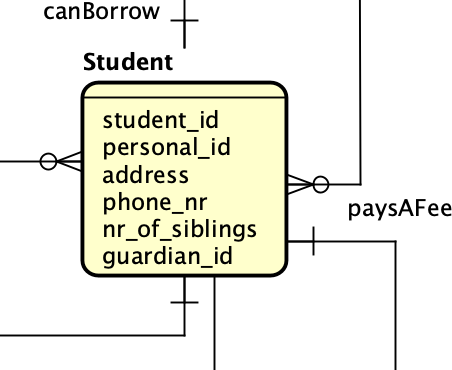 canBorrow
Student
student_id
personal_id
address
phone_nr
nr_of_siblings
guardian_id
paysAFee